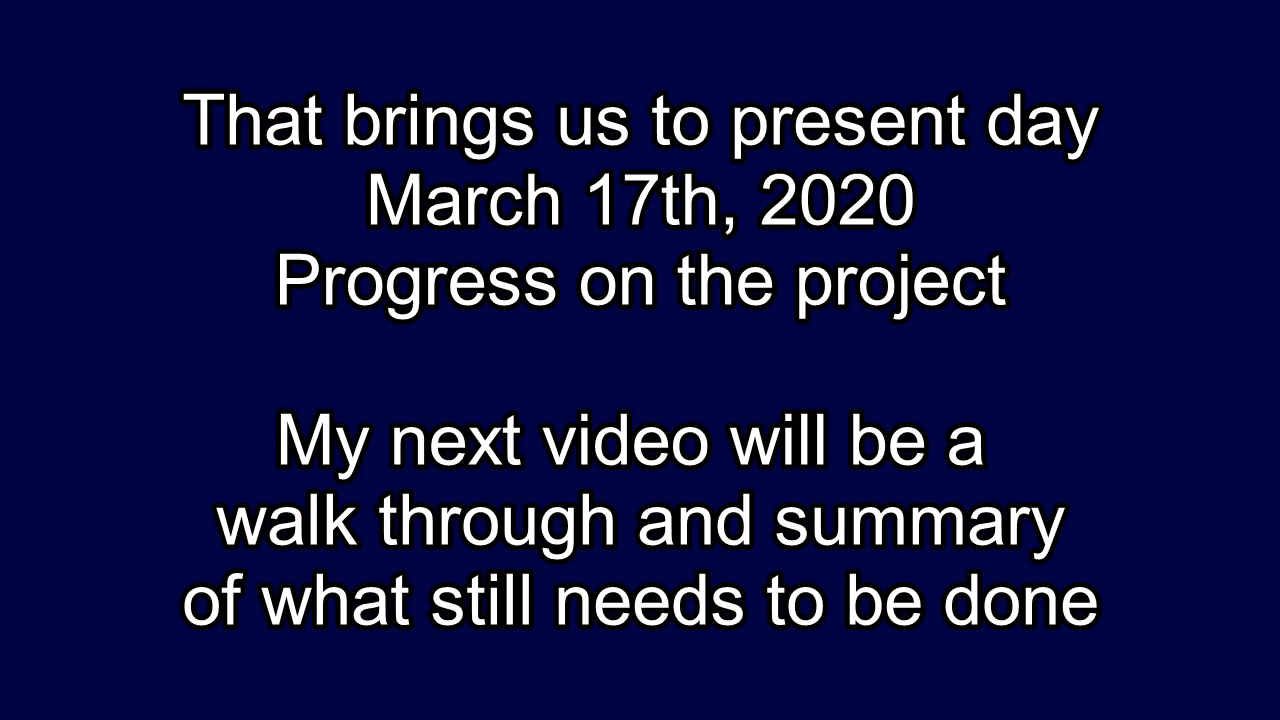 That brings us to present day
March 17th, 2020
Progress on the project
My next video will be a
walk through and summary
of what still needs to be done